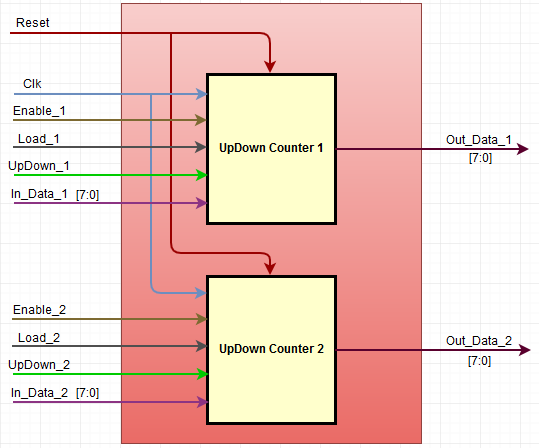 Reset
Clk
Enable_1
Load_1
UpDown_1
In_Data_1 [7:0]
UpDown Counter 1
Out_Data_1
[7:0]
Enable_2
Load_2
UpDown_2
In_Data_2 [7:0]
UpDown Counter 2
Out_Data_2
[7:0]